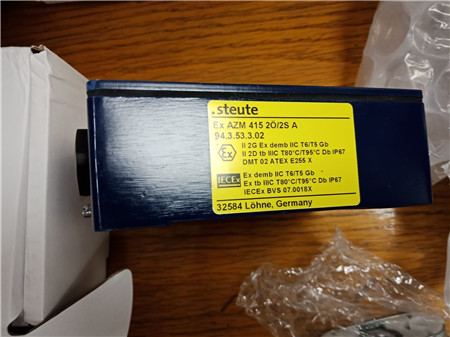 .steute
Ex AZM 415 2Ö/2S A
94.3.53.3.02
II 2G Ex demb IIC T6/T5 Gb
II 2D tb IIIC T80°C/T95°C Db IP67
DMT 02 ATEX E255 X
Ex demb IIC T6/T5 Gb
IECEx
Ex tb IIIC T80°C/T95°C Db IP67
IECEx BVS 07.0018X
32584 Löhne, Germany